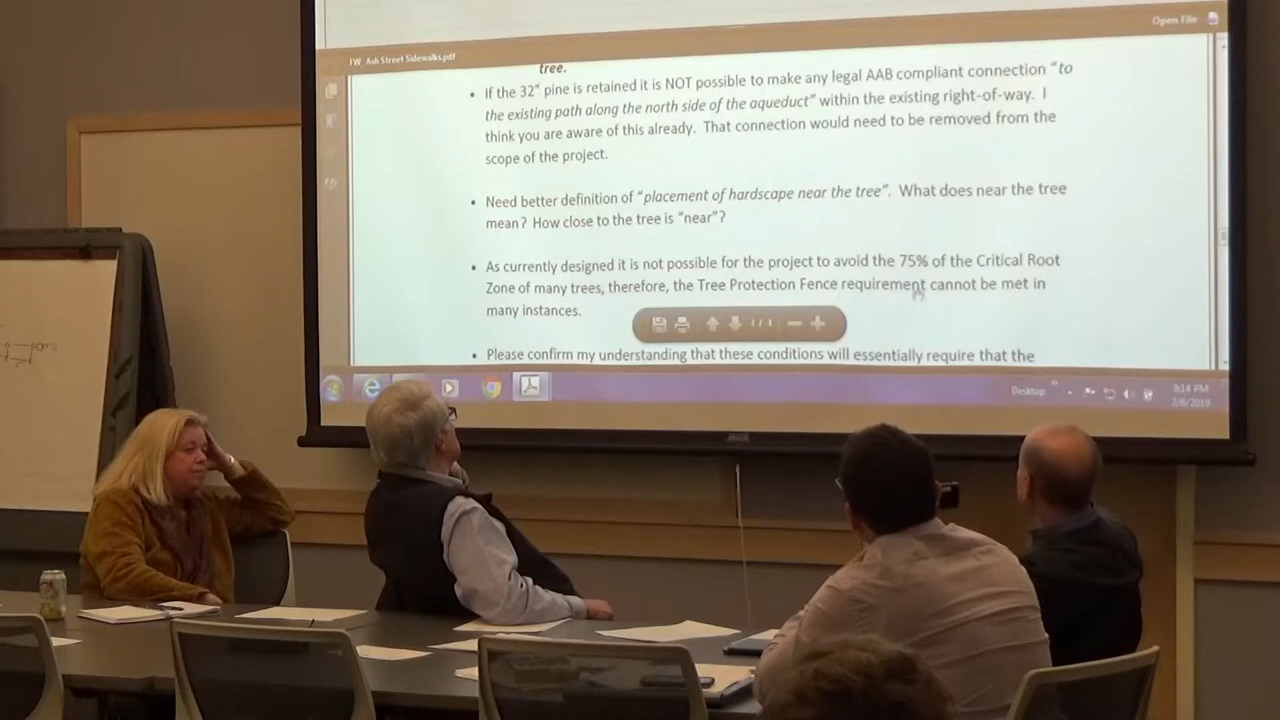 Open File
FW_ Ash Street Sidewalks.pdf
tree.
• If the 32" pine is retained it is NOT possible to make any legal AAB compliant connection "to
the existing path along the north side of the aqueduct" within the existing right-of-way. I
think you are aware of this already. That connection would need to be removed from the
scope of the project.
• Need better definition of "placement of hardscape near the tree". What does near the tree
mean? How close to the tree is "near"?
• As currently designed it is not possible for the project to avoid the 75% of the Critical Root
Zone of many trees, therefore, the Tree Protection Fence requirement cannot be met in
many instances.
• Please confirm my understanding that these conditions will essentially require that the
Desktop
9:14 PM
2/6/2019